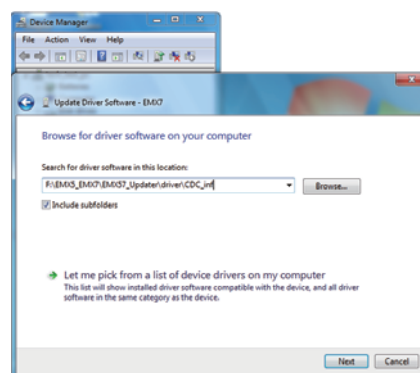 Device Manager
File Action View Help
Update Driver Software - EMX7
Browse for driver software on your computer
Search for driver software in this location:
F:\EMX5_EMX7\EMX57_Updater\driver\CDC_inf
Browse...
Include subfolders
Let me pick from a list of device drivers on my computer
This list will show installed driver software compatible with the device, and all driver
software in the same category as the device.
Next Cancel